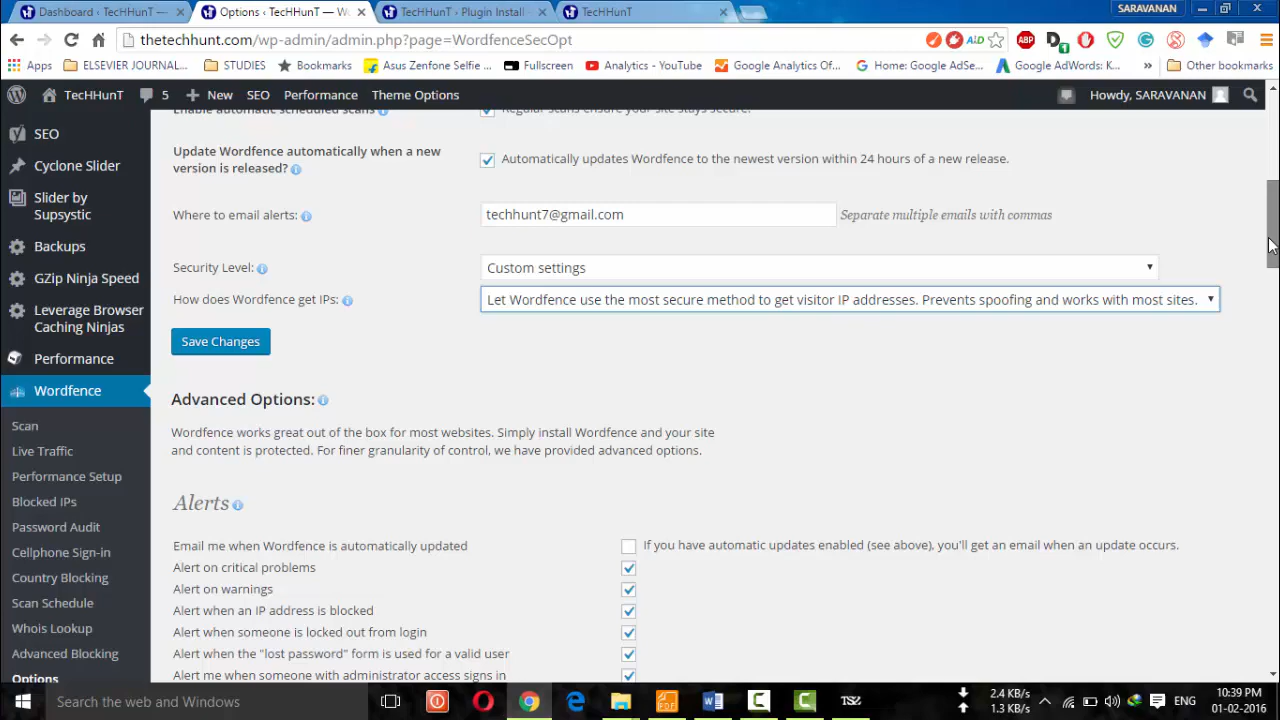 Dashboard ‹ TecHHunT —
Options ‹ TecHHunT — Wo
TecHHunT · Plugin Install
TecHHunT
SARAVANAN
thetechhunt.com/wp-admin/admin.php?page=WordfenceSecOpt
ABP
Apps
ELSEVIER JOURNAL...
STUDIES
Bookmarks
Asus Zenfone Selfie ...
Fullscreen
Analytics - YouTube
Google Analytics Of...
Home: Google AdSe...
Google AdWords: K...
Other bookmarks
TecHHunT
5
New
SEO
Performance
Theme Options
Howdy, SARAVANAN
SEO
Cyclone Slider
Slider by
Supsystic
Backups
GZip Ninja Speed
Leverage Browser
Caching Ninjas
Performance
Wordfence
Scan
Live Traffic
Performance Setup
Blocked IPs
Password Audit
Cellphone Sign-in
Country Blocking
Scan Schedule
Whois Lookup
Advanced Blocking
Options
Enable automatic scheduled scans
Regular scans ensure your site stays secure.
Update Wordfence automatically when a new
version is released?
Automatically updates Wordfence to the newest version within 24 hours of a new release.
Where to email alerts:
techhunt7@gmail.com
Separate multiple emails with commas
Security Level:
Custom settings
How does Wordfence get IPs:
Let Wordfence use the most secure method to get visitor IP addresses. Prevents spoofing and works with most sites.
Save Changes
Advanced Options:
Wordfence works great out of the box for most websites. Simply install Wordfence and your site
and content is protected. For finer granularity of control, we have provided advanced options.
Alerts
Email me when Wordfence is automatically updated
If you have automatic updates enabled (see above), you'll get an email when an update occurs.
Alert on critical problems
Alert on warnings
Alert when an IP address is blocked
Alert when someone is locked out from login
Alert when the "lost password" form is used for a valid user
Alert me when someone with administrator access signs in
Search the web and Windows
2.4 KB/s
1.3 KB/s
ENG
10:39 PM
01-02-2016